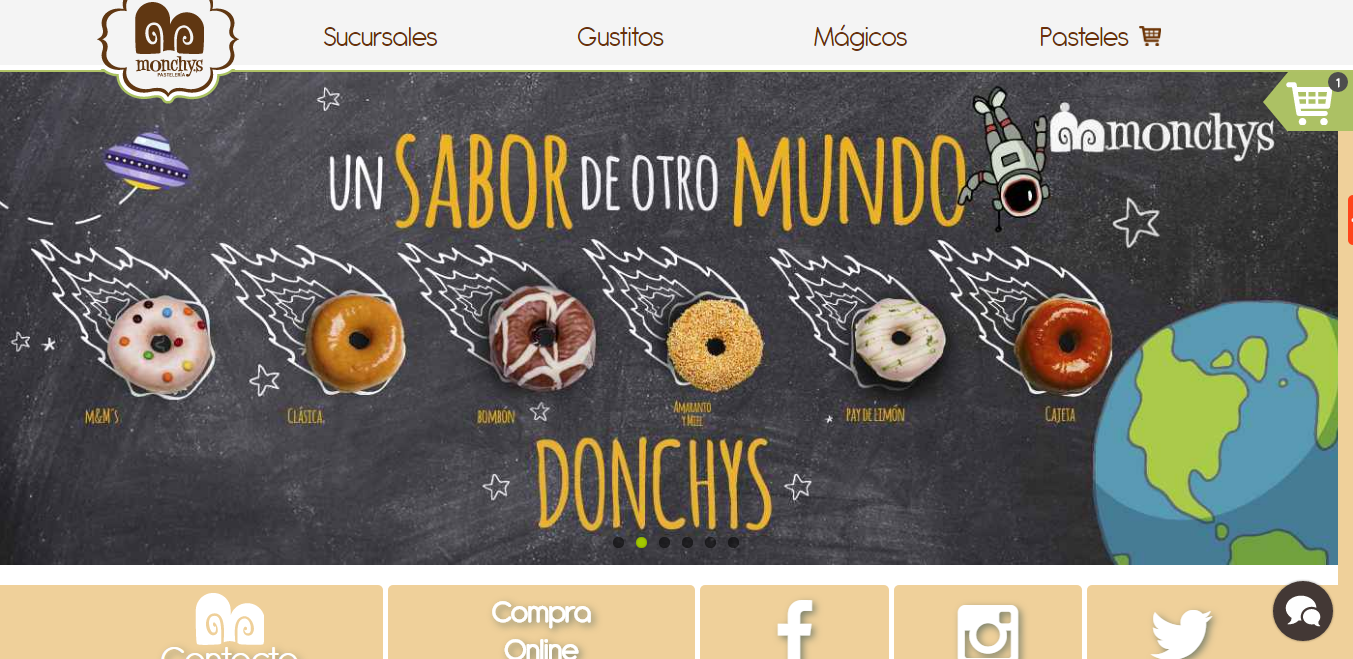 monchys
PASTELERÍA
Sucursales
Gustitos
Mágicos
Pasteles
1
monchys
UN SABOR DE OTRO MUNDO
M&M´S
CLÁSICA.
BOMBÓN
AMARANTO
Y MIEL
PAY DE LIMÓN
CAJETA
DONCHYS
Contacto
Compra
Online